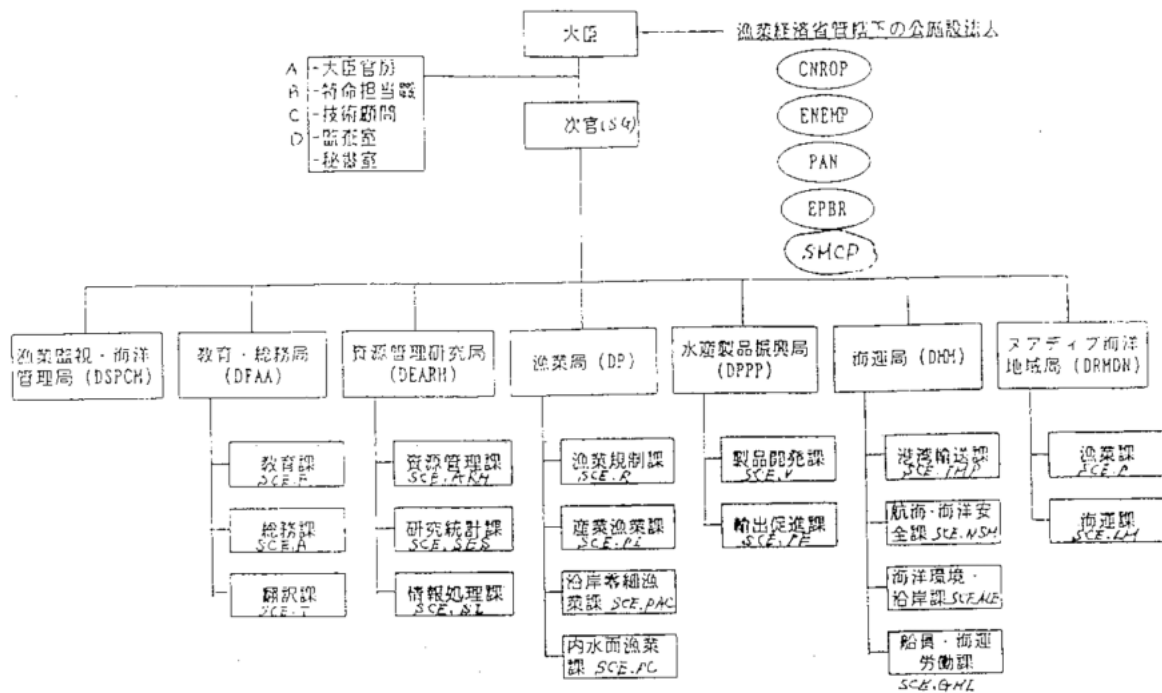 大臣
漁業経済省管轄下の公施設法人
A -大臣官房
B -特命担当職
C -技術顧問
D -監査室
-秘書室
次官(SG)
CNROP
ENEMP
PAN
EPBR
SMCP
漁業監視・海洋
管理局 (DSPCM)
教育・総務局
(DFAA)
資源管理研究局
(DEARH)
漁業局 (DP)
水産製品振興局
(DPPP)
海運局 (DMM)
ヌアディブ海洋
地域局 (DRMDN)
教育課
SCE.F
総務課
SCE.A
翻訳課
SCE.T
資源管理課
SCE.ARH
研究統計課
SCE.SES
情報処理課
SCE.SI
漁業規制課
SCE.R
産業漁業課
SCE.PI
沿岸零細漁
業課 SCE.PAC
内水面漁業
課 SCE.PC
製品開発課
SCE.V
輸出促進課
SCE.PE
港湾輸送課
SCE.TMP
航海・海洋安
全課 SCE.NSM
海洋環境・
沿岸課
船員・海運
労働課
SCE.GML
漁業課
SCE.P
海運課
SCE.LM